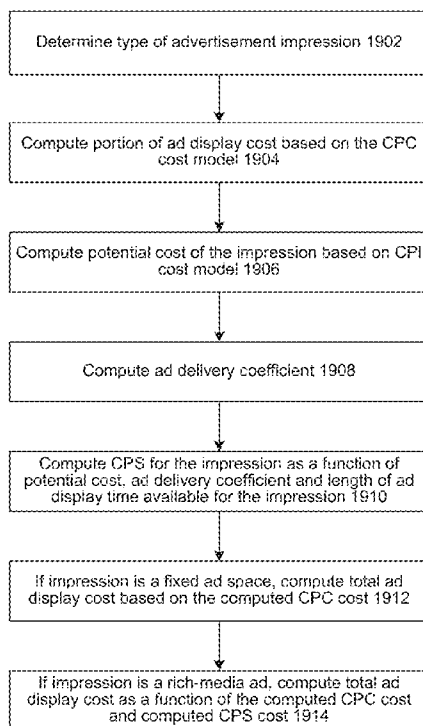 Determine type of advertisement impression 1902
Compute portion of ad display cost based on the CPC
cost model 1904
Compute potential cost of the impression based on CPI
cost model 1906
Compute ad delivery coefficient 1908
Compute CPS for the impression as a function of
potential cost, ad delivery coefficient and length of ad
display time available for the impression 1910
If impression is a fixed ad space, compute total ad
display cost based on the computed CPC cost 1912
If impression is a rich-media ad, compute total ad
display cost as a function of the computed CPC cost
and computed CPS cost 1914